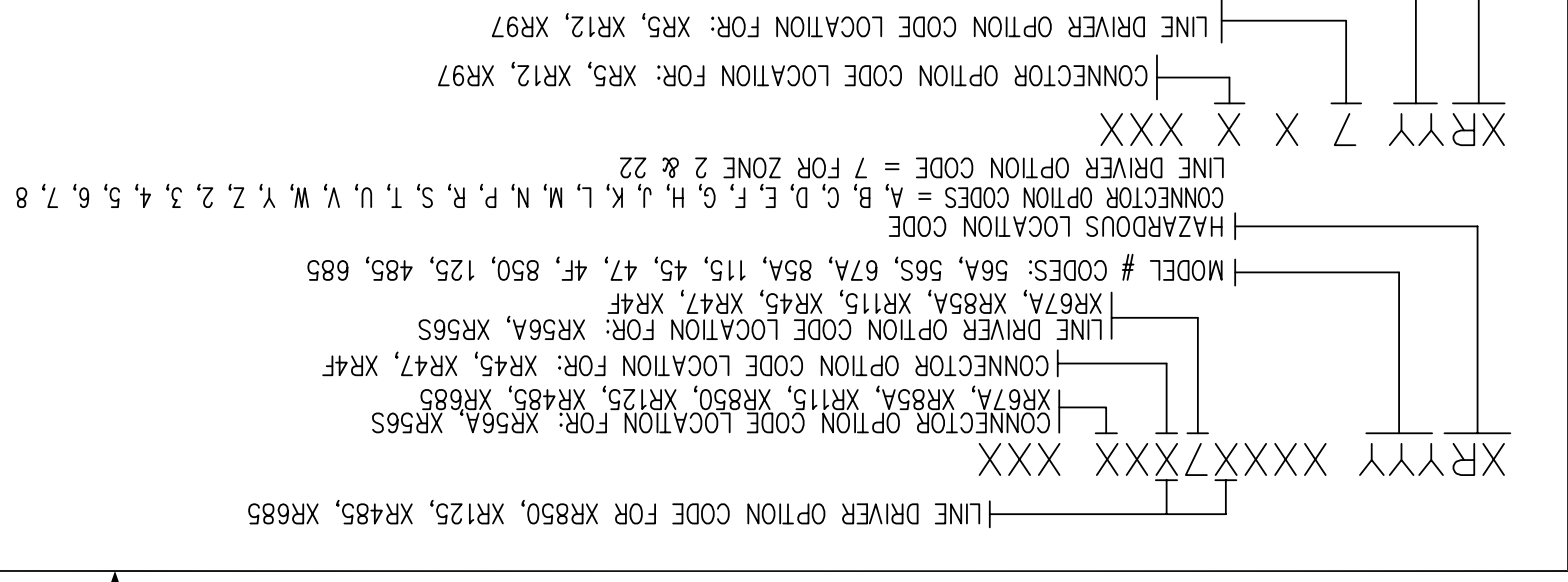 LINE DRIVER OPTION CODE FOR XR850, XR125, XR485, XR685
XRYYY XXXX7XXX XXX
CONNECTOR OPTION CODE LOCATION FOR: XR56A, XR56S
XR67A, XR85A, XR115, XR850, XR125, XR485, XR685
CONNECTOR OPTION CODE LOCATION FOR: XR45, XR47, XR4F
LINE DRIVER OPTION CODE LOCATION FOR: XR56A, XR56S
XR67A, XR85A, XR115, XR45, XR47, XR4F
MODEL # CODES: 56A, 56S, 67A, 85A, 115, 45, 47, 4F, 850, 125, 485, 685
HAZARDOUS LOCATION CODE
CONNECTOR OPTION CODES = A, B, C, D, E, F, G, H, J, K, L, M, N, P, R, S, T, U, V, W, Y, Z, 2, 3, 4, 5, 6, 7, 8
LINE DRIVER OPTION CODE = 7 FOR ZONE 2 & 22
XRYY 7 X X XXX
CONNECTOR OPTION CODE LOCATION FOR: XR5, XR12, XR97
LINE DRIVER OPTION CODE LOCATION FOR: XR5, XR12, XR97